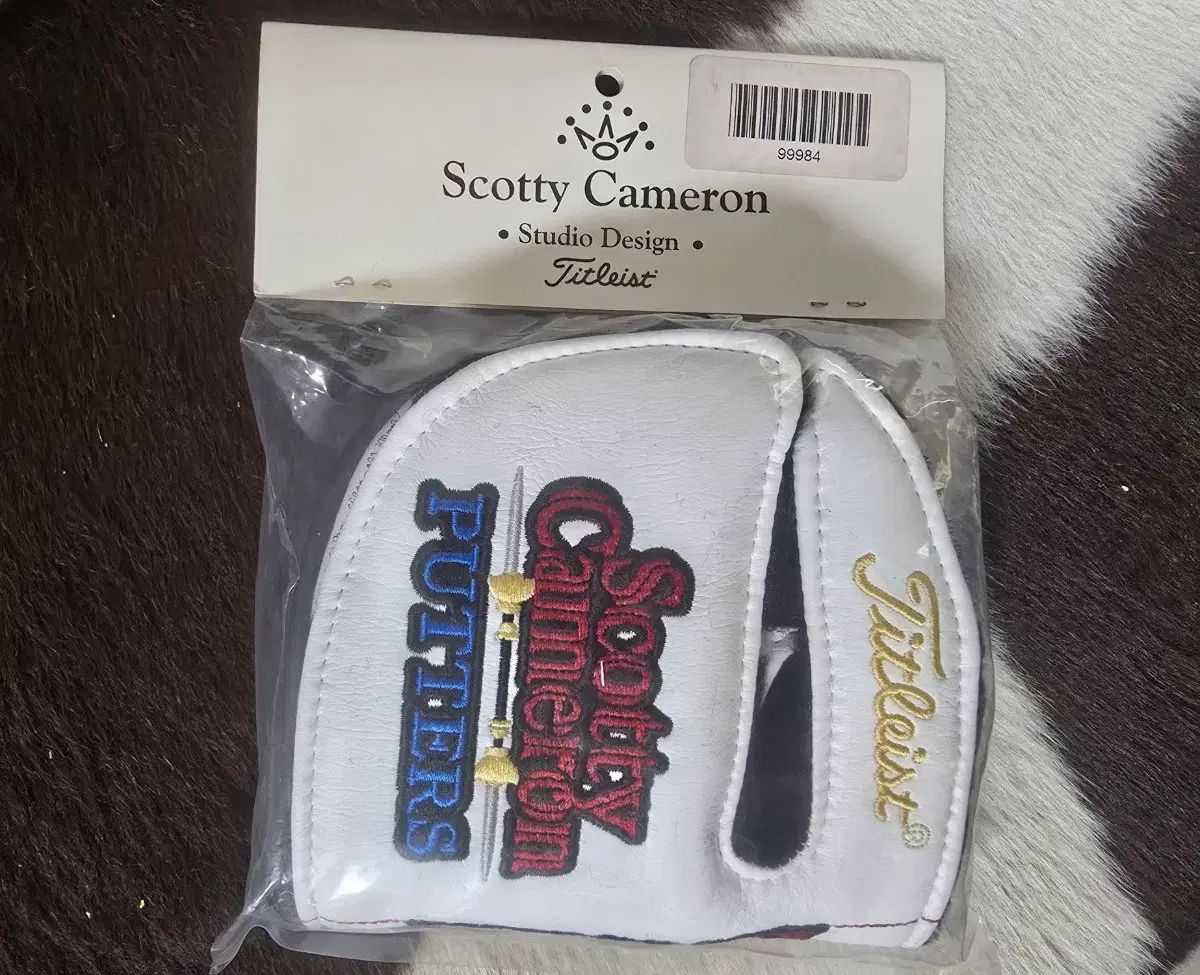 99984
Scotty Cameron
• Studio Design •
Titleist
Scotty
Cameron
PUTTERS
Titleist®